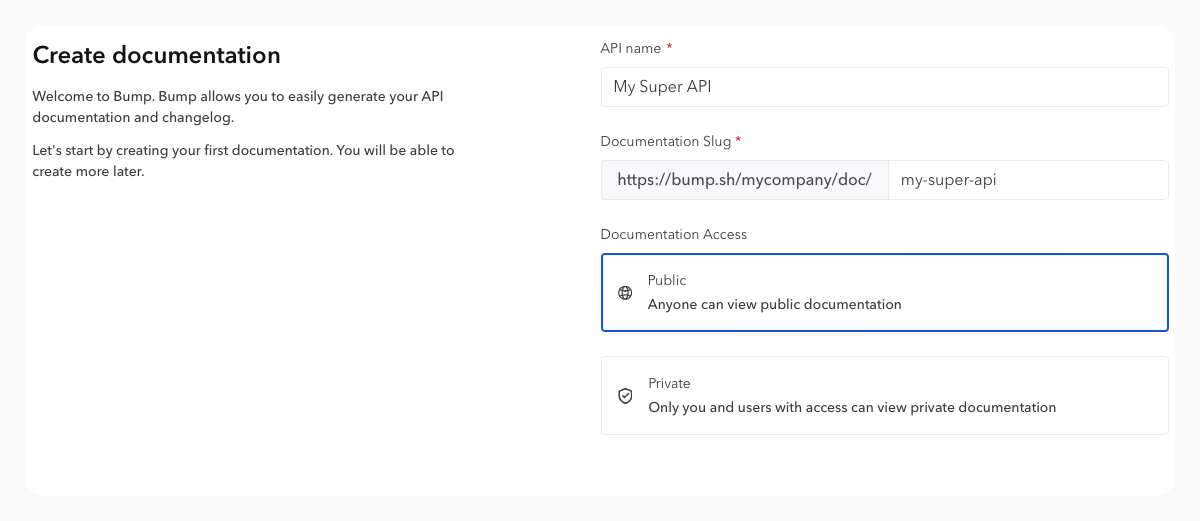 Create documentation
Welcome to Bump. Bump allows you to easily generate your API
documentation and changelog.
Let's start by creating your first documentation. You will be able to
create more later.
API name *
My Super API
Documentation Slug *
https://bump.sh/mycompany/doc/ my-super-api
Documentation Access
Public
Anyone can view public documentation
Private
Only you and users with access can view private documentation